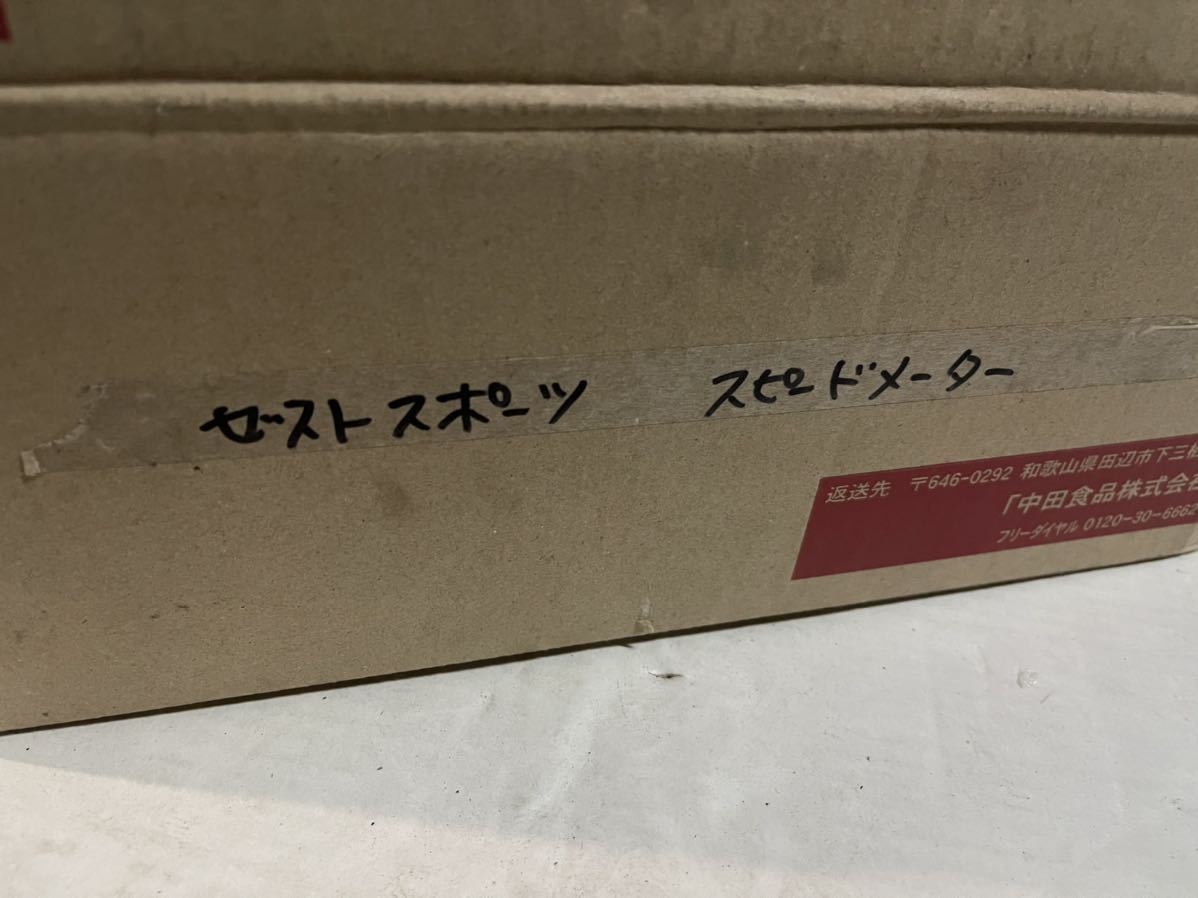 ゼストスポーツ スピードメーター
返送先 〒646-0292 和歌山県田辺市下三
「中田食品株式会社
フリーダイヤル 0120-30-6662